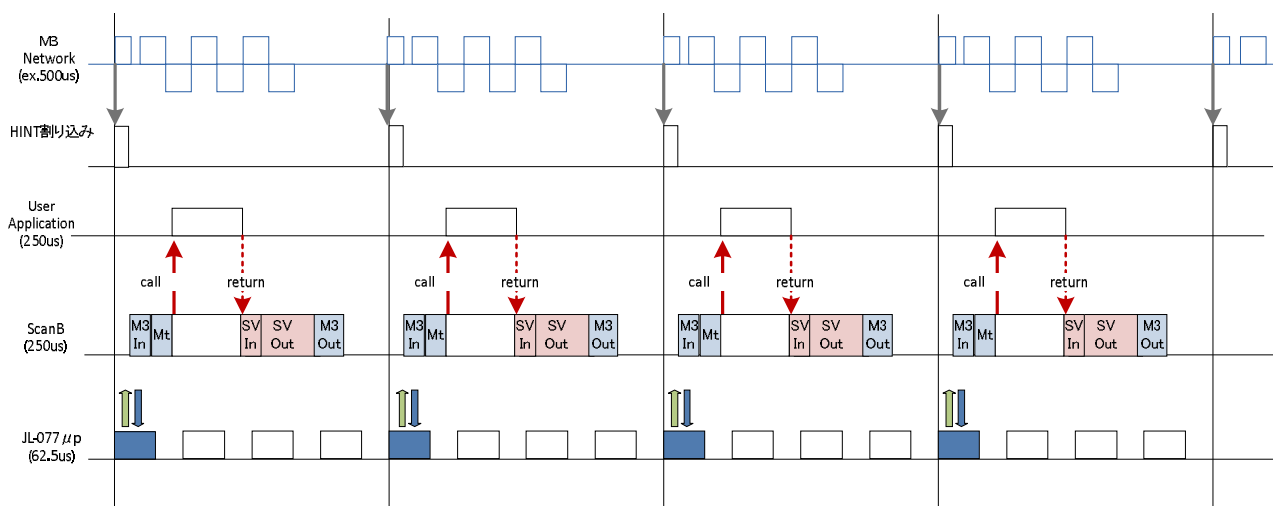 M3
Network
(ex.500us)
HINT割り込み
User
Application
(250us)
call
return
call
return
call
return
call
return
ScanB
(250us)
M3
In
Mt
SV
In
SV
Out
M3
Out
M3
In
Mt
SV
In
SV
Out
M3
Out
M3
In
Mt
SV
In
SV
Out
M3
Out
M3
In
Mt
SV
In
SV
Out
M3
Out
JL-077μp
(62.5us)